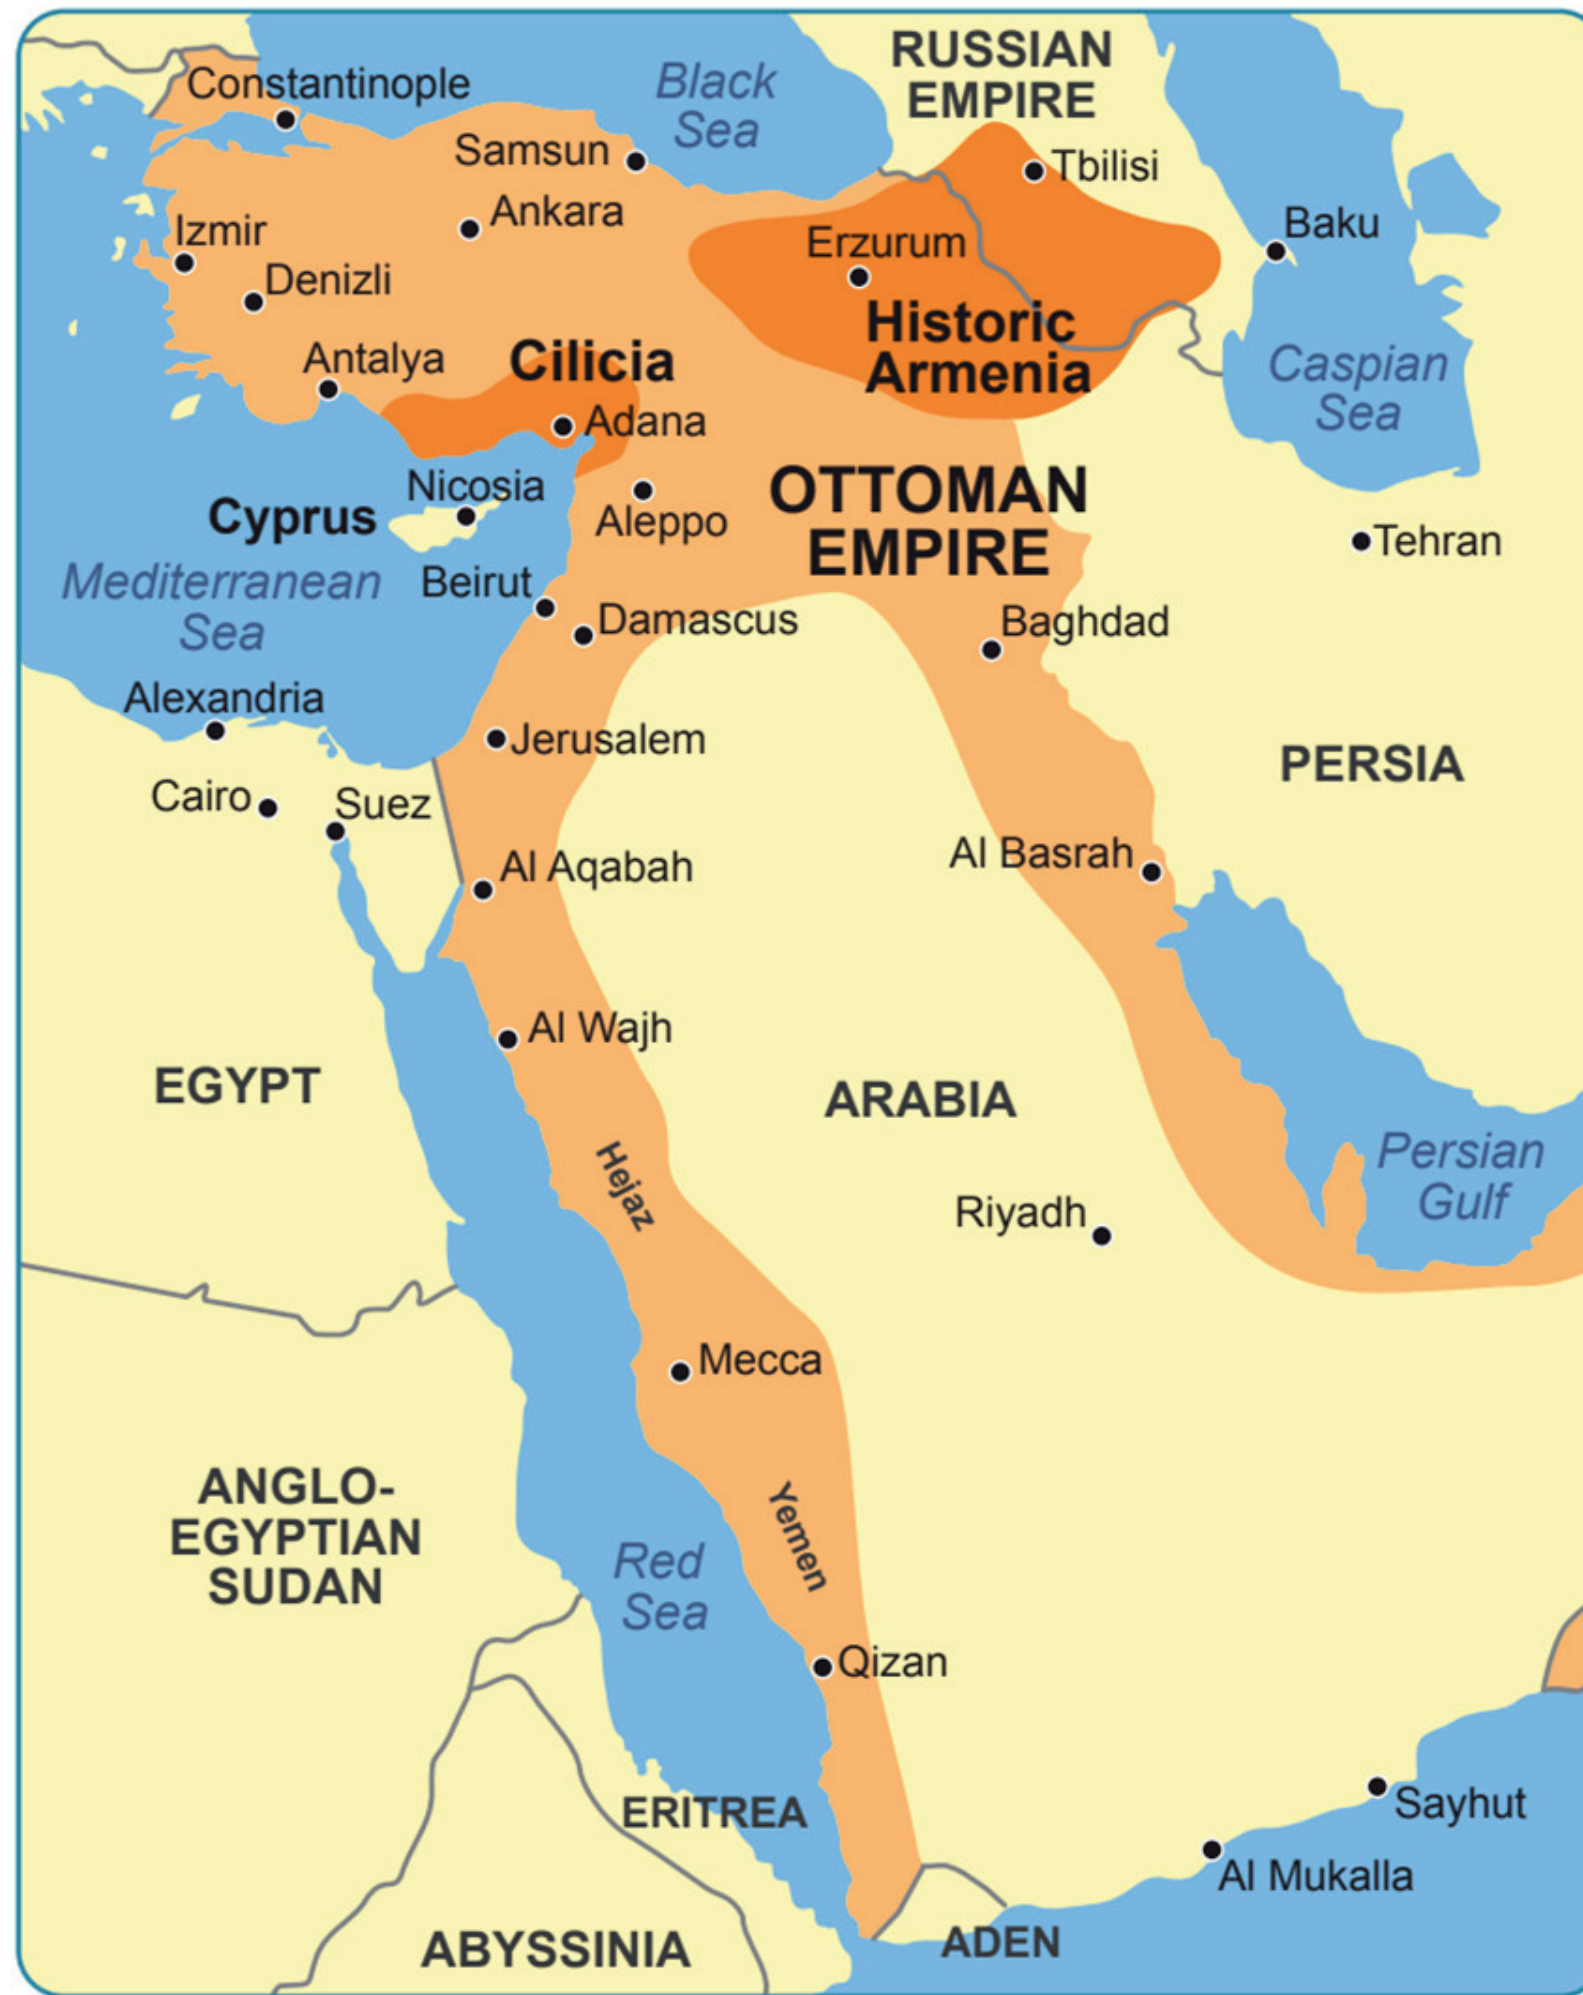 RUSSIAN
EMPIRE
Black
Sea
Constantinople
Samsun
Tbilisi
Ankara
Baku
Izmir
Erzurum
Denizli
Historic
Armenia
Antalya
Cilicia
Caspian
Sea
Adana
Nicosia
OTTOMAN
EMPIRE
Cyprus
Aleppo
Tehran
Mediterranean
Sea
Beirut
Damascus
Baghdad
Alexandria
Jerusalem
PERSIA
Cairo
Suez
Al Aqabah
Al Basrah
Al Wajh
EGYPT
ARABIA
Hejaz
Persian
Gulf
Riyadh
Mecca
ANGLO-
EGYPTIAN
SUDAN
Yemen
Red
Sea
Qizan
ERITREA
Sayhut
Al Mukalla
ABYSSINIA
ADEN